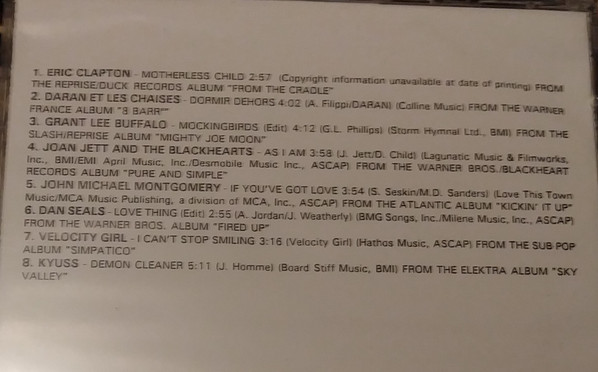 1. ERIC CLAPTON - MOTHERLESS CHILD 2:57 (Copyright information unavailable at date of printing) FROM
THE REPRISE/DUCK RECORDS ALBUM "FROM THE CRADLE"
2. DARAN ET LES CHAISES - DORMIR DEHORS 4:02 (A. Filippi/DARAN) (Colline Music) FROM THE WARNER
FRANCE ALBUM "8 BARR""
3. GRANT LEE BUFFALO - MOCKINGBIRDS (Edit) 4:12 (G.L. Phillips) (Storm Hymnal Ltd., BMI) FROM THE
SLASH/REPRISE ALBUM "MIGHTY JOE MOON"
4. JOAN JETT AND THE BLACKHEARTS - AS I AM 3:58 (J. Jett/D. Child) (Lagunatic Music & Filmworks,
Inc., BMI/EMI April Music, Inc./Desmobile Music Inc., ASCAP) FROM THE WARNER BROS./BLACKHEART
RECORDS ALBUM "PURE AND SIMPLE"
5. JOHN MICHAEL MONTGOMERY - IF YOU'VE GOT LOVE 3:54 (S. Seskin/M.D. Sanders) (Love This Town
Music/MCA Music Publishing, a division of MCA, Inc., ASCAP) FROM THE ATLANTIC ALBUM "KICKIN' IT UP"
6. DAN SEALS - LOVE THING (Edit) 2:55 (A. Jordan/J. Weatherly) (BMG Songs, Inc./Milene Music, Inc., ASCAP)
FROM THE WARNER BROS. ALBUM "FIRED UP"
7. VELOCITY GIRL - I CAN'T STOP SMILING 3:16 (Velocity Girl) (Hathos Music, ASCAP) FROM THE SUB POP
ALBUM "SIMPATICO"
8. KYUSS - DEMON CLEANER 5:11 (J. Homme) (Board Stiff Music, BMI) FROM THE ELEKTRA ALBUM "SKY
VALLEY"